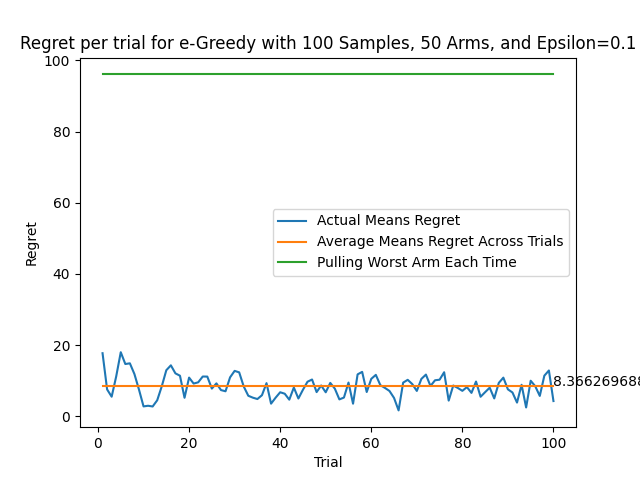 Regret per trial for e-Greedy with 100 Samples, 50 Arms, and Epsilon=0.1
100
80
60
40
20
0
Regret
Actual Means Regret
Average Means Regret Across Trials
Pulling Worst Arm Each Time
8.366269688
0
20
40
60
80
100
Trial